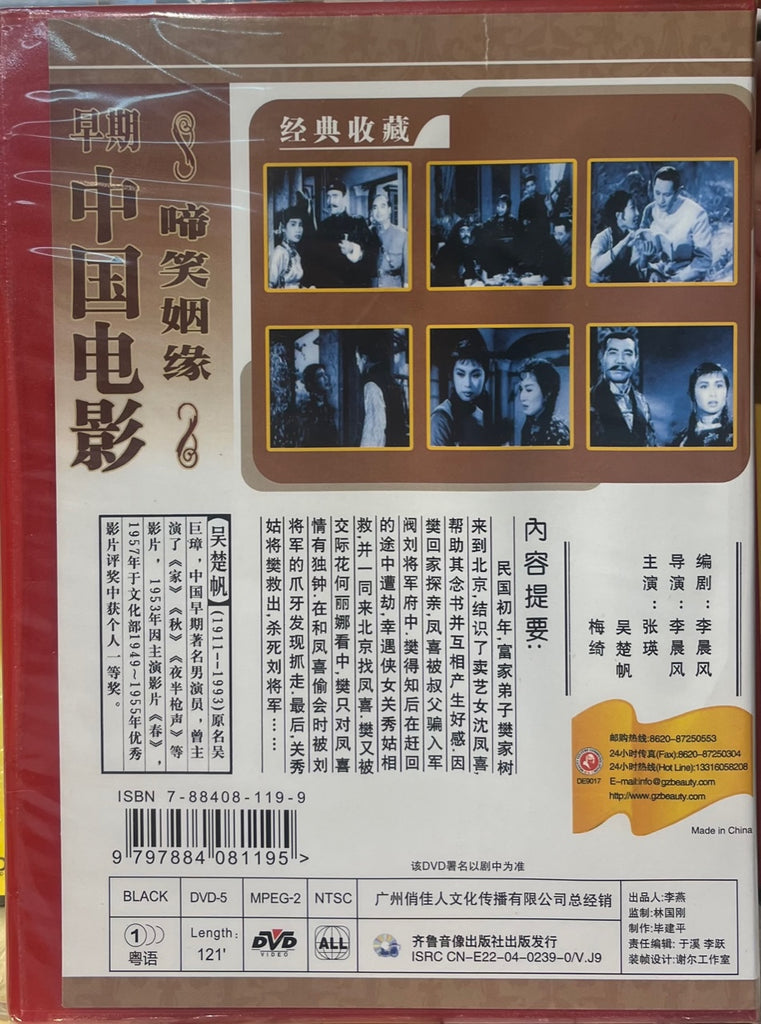 早期
中国电影
啼笑姻缘
经典收藏
编剧：李晨风
导演：李晨风
主演：张瑛
吴楚帆
梅绮
内容提要：
民国初年，富家弟子樊家树
来到北京，结识了卖艺女沈凤喜，
帮助其念书并互相产生好感，因
樊回家探亲，凤喜被叔父骗入军
阀刘将军府中，樊得知后在赶回
的途中遭劫，幸遇侠女关秀姑相
救，并一同来北京找凤喜，樊又被
交际花何丽娜看中，樊只对凤喜
情有独钟，在和凤喜偷会时被刘
将军的爪牙发现抓走，最后，关秀
姑将樊救出，杀死刘将军……
吴楚帆（1911—1993）原名吴
巨璋，中国早期著名男演员，曾主
演了《家》《秋》《夜半枪声》等
影片，1953年因主演影片《春》，
1957年于文化部1949～1955年优秀
影片评奖中获个人一等奖。
邮购热线:8620-87250553
24小时传真(Fax):8620-87250304
24小时热线(Hot Line):13316058208
E-mail:info@gzbeauty.com
http://www.gzbeauty.com
DE9017
Made in China
ISBN 7-88408-119-9
9 797884 081195 >
该DVD署名以剧中为准
BLACK DVD-5 MPEG-2 NTSC 广州俏佳人文化传播有限公司总经销
1 粤语
Length: 121'
DVD VIDEO
ALL
齐鲁音像出版社出版发行
ISRC CN-E22-04-0239-0/V.J9
出品人:李燕
监制:林国刚
制作:毕建平
责任编辑:于溪 李跃
装帧设计:谢尔工作室